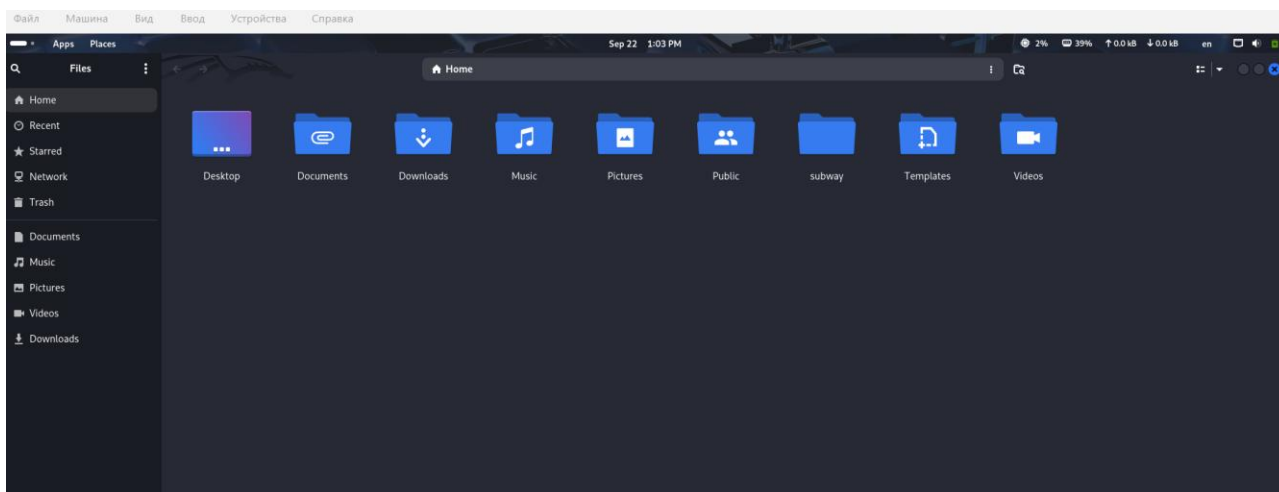 Файл Машина Вид Ввод Устройства Справка
Apps Places Sep 22 1:03 PM 2% 39% ↑ 0.0 kB ↓ 0.0 kB en
Files Home
Home
Recent
Starred
Network
Trash
Documents
Music
Pictures
Videos
Downloads
Desktop Documents Downloads Music Pictures Public subway Templates Videos